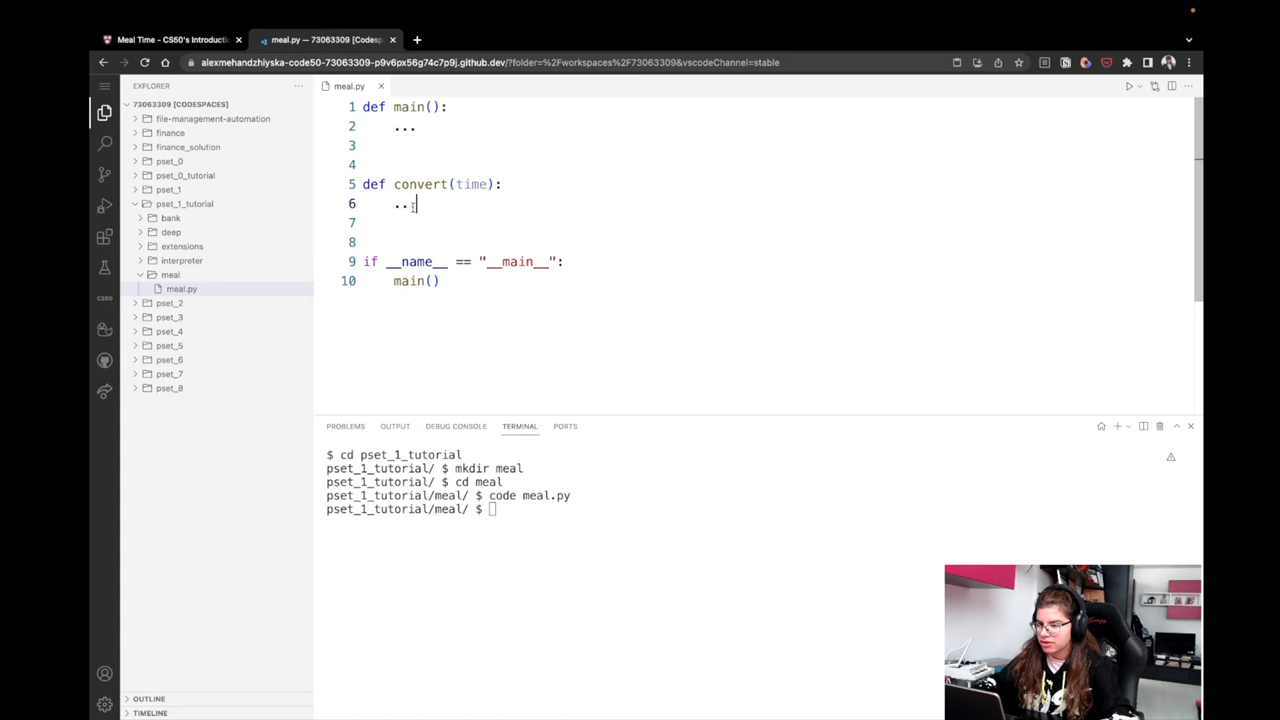 Meal Time - CS50's Introducti
meal.py — 73063309 [Codesp
alexmehandzhiyska-code50-73063309-p9v6px56g74c7p9j.github.dev/?folder=%2Fworkspaces%2F73063309&vscodeChannel=stable
EXPLORER
meal.py
73063309 [CODESPACES]
file-management-automation
finance
finance_solution
pset_0
pset_0_tutorial
pset_1
pset_1_tutorial
bank
deep
extensions
interpreter
meal
meal.py
pset_2
pset_3
pset_4
pset_5
pset_6
pset_7
pset_8
OUTLINE
TIMELINE
CS50
1 def main():
2 ...
3
4
5 def convert(time):
6 ...
7
8
9 if __name__ == "__main__":
10 main()
PROBLEMS OUTPUT DEBUG CONSOLE TERMINAL PORTS
$ cd pset_1_tutorial
pset_1_tutorial/ $ mkdir meal
pset_1_tutorial/ $ cd meal
pset_1_tutorial/meal/ $ code meal.py
pset_1_tutorial/meal/ $